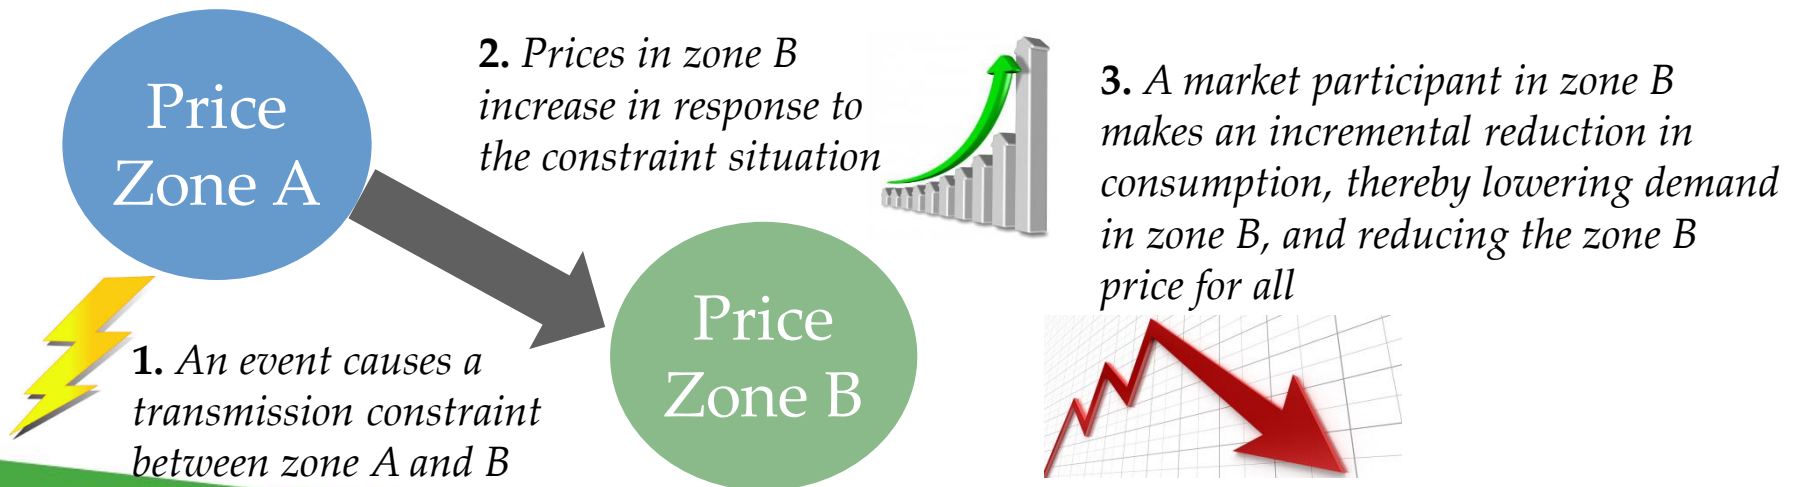 Price
Zone A
1. An event causes a
transmission constraint
between zone A and B
2. Prices in zone B
increase in response to
the constraint situation
Price
Zone B
3. A market participant in zone B
makes an incremental reduction in
consumption, thereby lowering demand
in zone B, and reducing the zone B
price for all